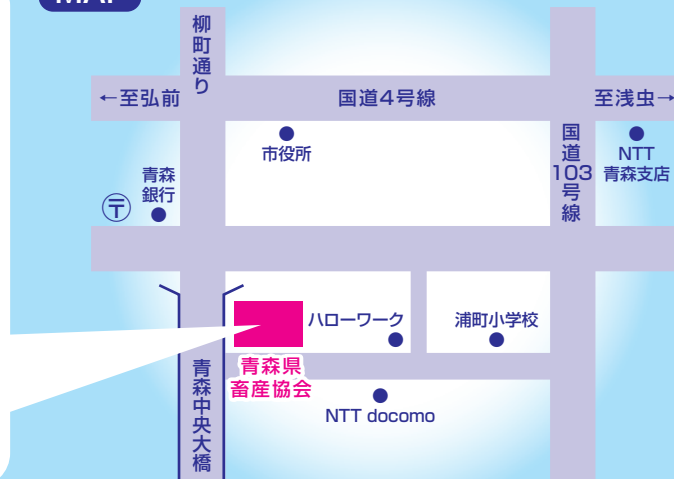 MAP
柳町通り
←至弘前
国道4号線
至浅虫→
市役所
国道103号線
NTT
青森支店
青森
銀行
〒
ハローワーク
浦町小学校
青森県
畜産協会
青森中央大橋
NTT docomo